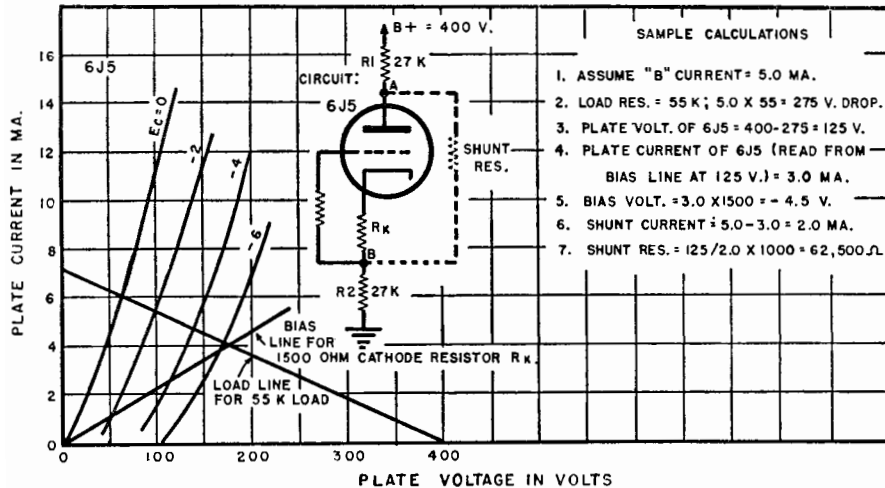 PLATE CURRENT IN MA.
16
14
12
10
8
6
4
2
0
6J5
Ec=0
-2
-4
-6
B+ = 400 V.
R1
27 K
CIRCUIT:
A
6J5
SHUNT
RES.
RK
B
R2
27K
BIAS
LINE FOR
1500 OHM CATHODE RESISTOR RK.
LOAD LINE
FOR 55 K LOAD
0
100
200
300
400
PLATE VOLTAGE IN VOLTS
SAMPLE CALCULATIONS
1. ASSUME "B" CURRENT = 5.0 MA.
2. LOAD RES. = 55 K; 5.0 X 55 = 275 V. DROP.
3. PLATE VOLT. OF 6J5 = 400-275 = 125 V.
4. PLATE CURRENT OF 6J5 (READ FROM
BIAS LINE AT 125 V.) = 3.0 MA.
5. BIAS VOLT. = 3.0 X1500 = - 4.5 V.
6. SHUNT CURRENT = 5.0-3.0 = 2.0 MA.
7. SHUNT RES. = 125/2.0 X 1000 = 62,500 Ω